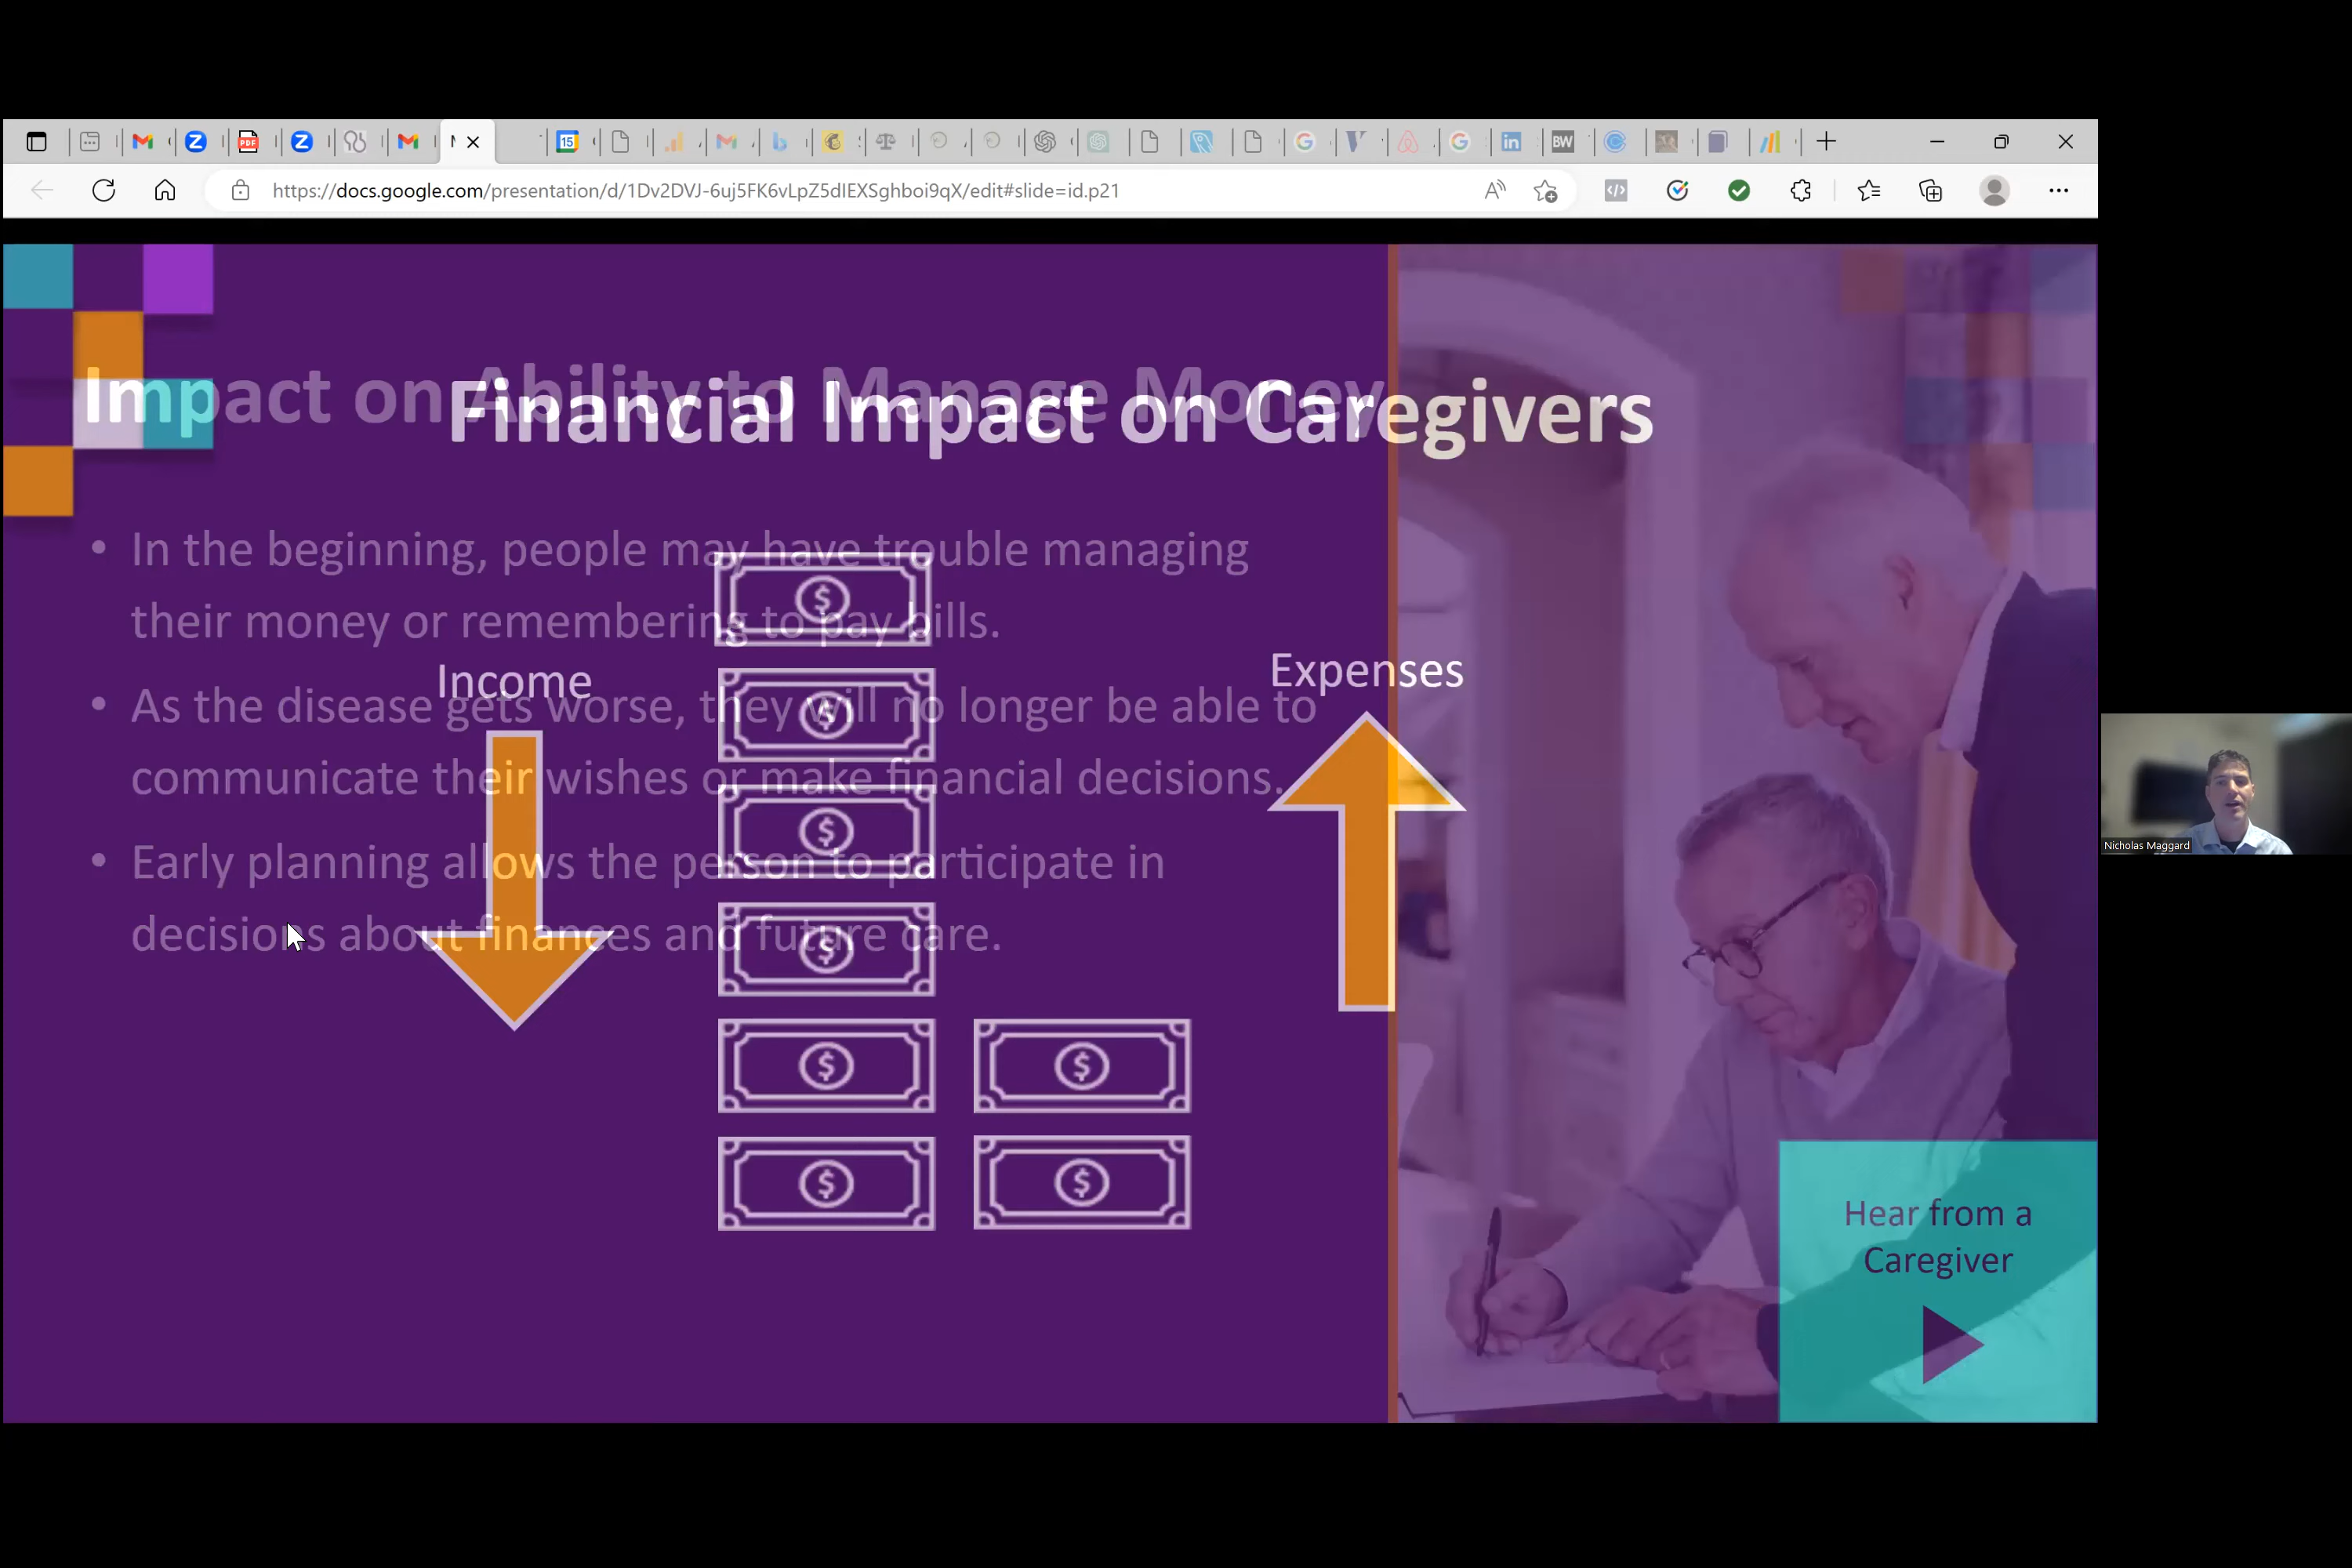 15
PDF
BW
https://docs.google.com/presentation/d/1Dv2DVJ-6uj5FK6vLpZ5dIEXSghboi9qX/edit#slide=id.p21
Impact on Ability to Manage Money
Financial Impact on Caregivers
• In the beginning, people may have trouble managing
their money or remembering to pay bills.
Income
Expenses
• As the disease gets worse, they will no longer be able to
communicate their wishes or make financial decisions.
• Early planning allows the person to participate in
decisions about finances and future care.
Hear from a
Caregiver
Nicholas Maggard